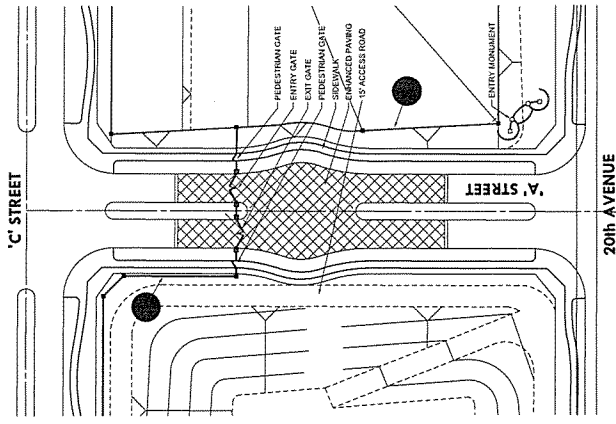 'C' STREET
PEDESTRIAN GATE
ENTRY GATE
EXIT GATE
PEDESTRIAN GATE
SIDEWALK
ENHANCED PAVING
15' ACCESS ROAD
ENTRY MONUMENT
'A' STREET
20th AVENUE